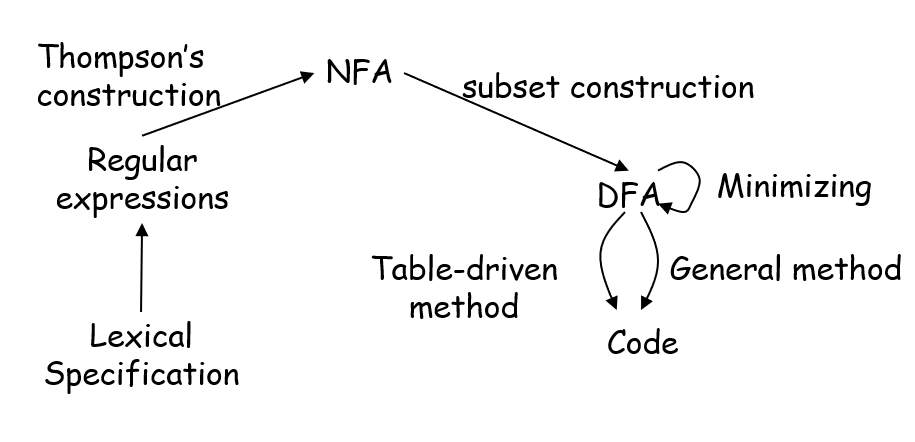 Thompson's
construction
NFA
subset construction
Regular
expressions
DFA
Minimizing
Table-driven
method
General method
Lexical
Specification
Code